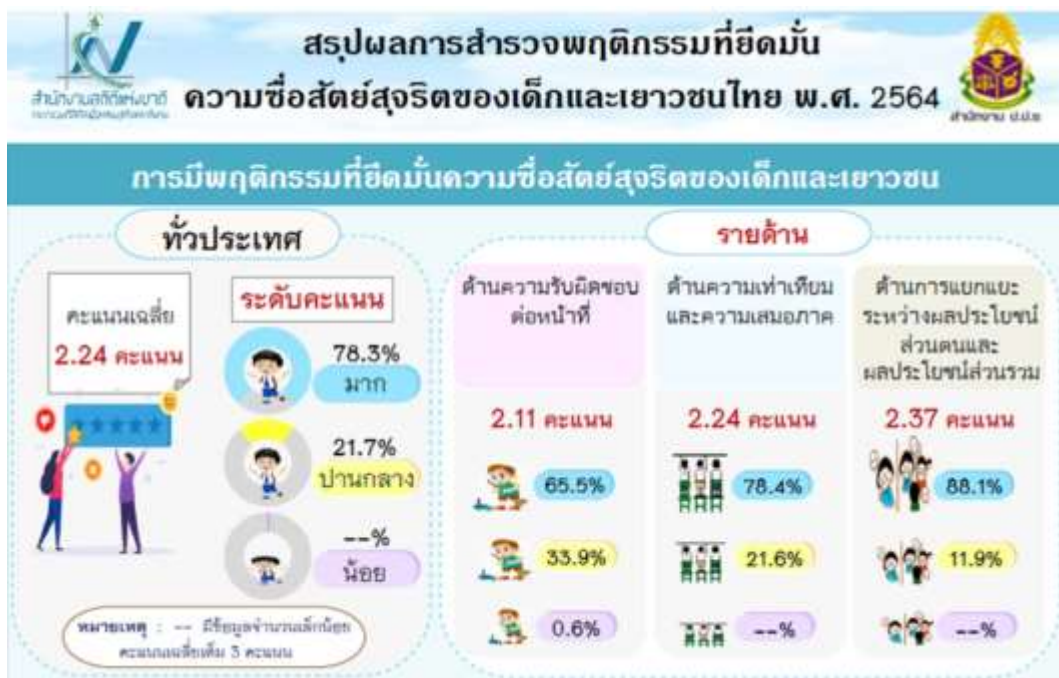 สรุปผลการสำรวจพฤติกรรมที่ยึดมั่น
ความซื่อสัตย์สุจริตของเด็กและเยาวชนไทย พ.ศ. 2564
สำนักงานสถิติแห่งชาติ
สำนักงาน ป.ป.ช
การมีพฤติกรรมที่ยึดมั่นความซื่อสัตย์สุจริตของเด็กและเยาวชน
ทั่วประเทศ
คะแนนเฉลี่ย
2.24 คะแนน
ระดับคะแนน
78.3%
มาก
21.7%
ปานกลาง
--%
น้อย
หมายเหตุ : -- มีข้อมูลจำนวนเล็กน้อย
คะแนนเฉลี่ยเต็ม 3 คะแนน
รายด้าน
ด้านความรับผิดชอบ
ต่อหน้าที่
2.11 คะแนน
65.5%
33.9%
0.6%
ด้านความเท่าเทียม
และความเสมอภาค
2.24 คะแนน
78.4%
21.6%
--%
ด้านการแยกแยะ
ระหว่างผลประโยชน์
ส่วนตนและ
ผลประโยชน์ส่วนรวม
2.37 คะแนน
88.1%
11.9%
--%